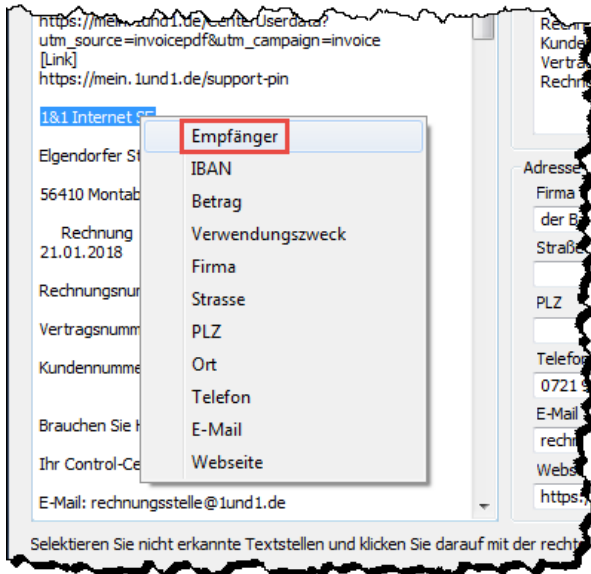 https://mein.1und1.de/CenterUserdata?
utm_source=invoicepdf&utm_campaign=invoice
[Link]
https://mein.1und1.de/support-pin
1&1 Internet SE
Elgendorfer St
56410 Montab
Rechnung
21.01.2018
Rechnungsnur
Vertragsnumm
Kundennumme
Brauchen Sie H
Ihr Control-Ce
E-Mail: rechnungsstelle@1und1.de
Empfänger
IBAN
Betrag
Verwendungszweck
Firma
Strasse
PLZ
Ort
Telefon
E-Mail
Webseite
Rechn
Kunde
Vertra
Rechn
Adresse
Firma
der B
Straße
PLZ
Telefon
0721 9
E-Mail
rechn
Webs
https:/
Selektieren Sie nicht erkannte Textstellen und klicken Sie darauf mit der recht